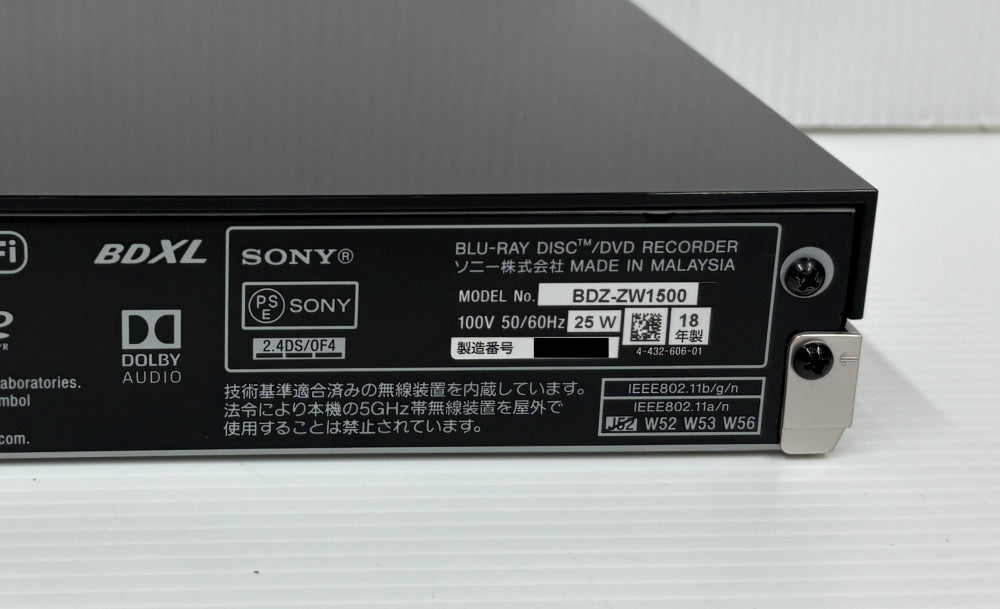 Fi
BDXL
SONY®
BLU-RAY DISC™/DVD RECORDER
ソニー株式会社 MADE IN MALAYSIA
PSE SONY
MODEL No. BDZ-ZW1500
100V 50/60Hz 25 W 18年製
2.4DS/OF4
製造番号
4-432-606-01
DOLBY
AUDIO
aboratories.
mbol
com.
技術基準適合済みの無線装置を内蔵しています。
法令により本機の5GHz帯無線装置を屋外で
使用することは禁止されています。
IEEE802.11b/g/n
IEEE802.11a/n
J52 W52 W53 W56